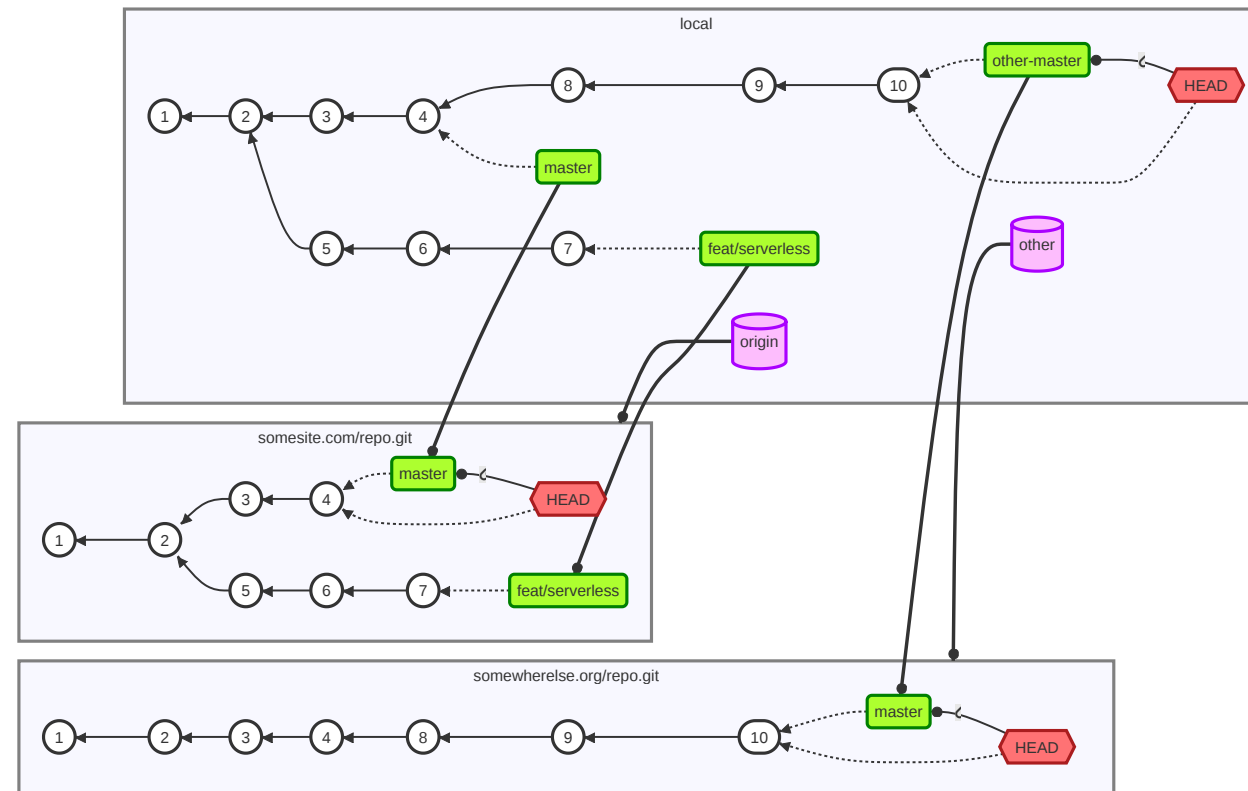 local
1
2
3
4
8
9
10
other-master
HEAD
master
5
6
7
feat/serverless
other
origin
somesite.com/repo.git
1
2
3
4
master
HEAD
5
6
7
feat/serverless
somewherelse.org/repo.git
1
2
3
4
8
9
10
master
HEAD